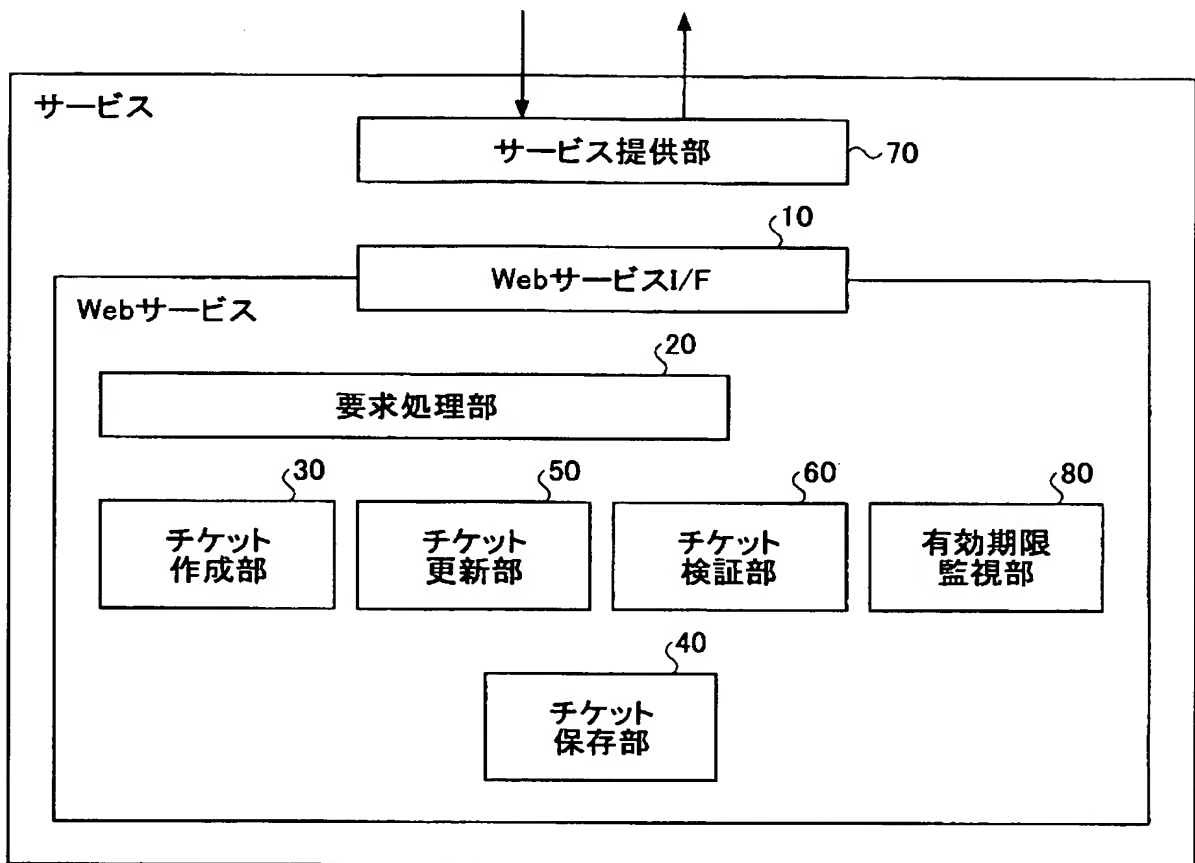 サービス
サービス提供部
70
10
WebサービスI/F
Webサービス
20
要求処理部
30
50
60
80
チケット
作成部
チケット
更新部
チケット
検証部
有効期限
監視部
40
チケット
保存部